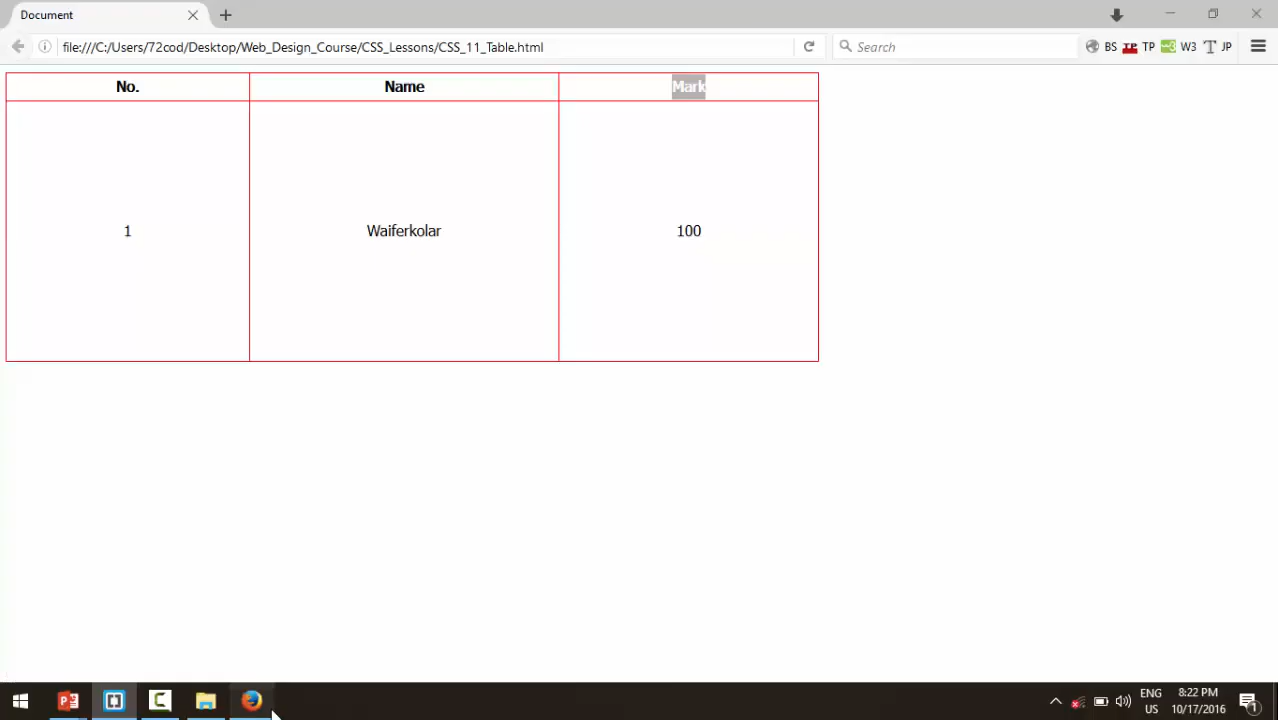 Document
file:///C:/Users/72cod/Desktop/Web_Design_Course/CSS_Lessons/CSS_11_Table.html
Search
BS TP W3 JP
No. Name Mark
1 Waiferkolar 100
ENG 8:22 PM
US 10/17/2016
1